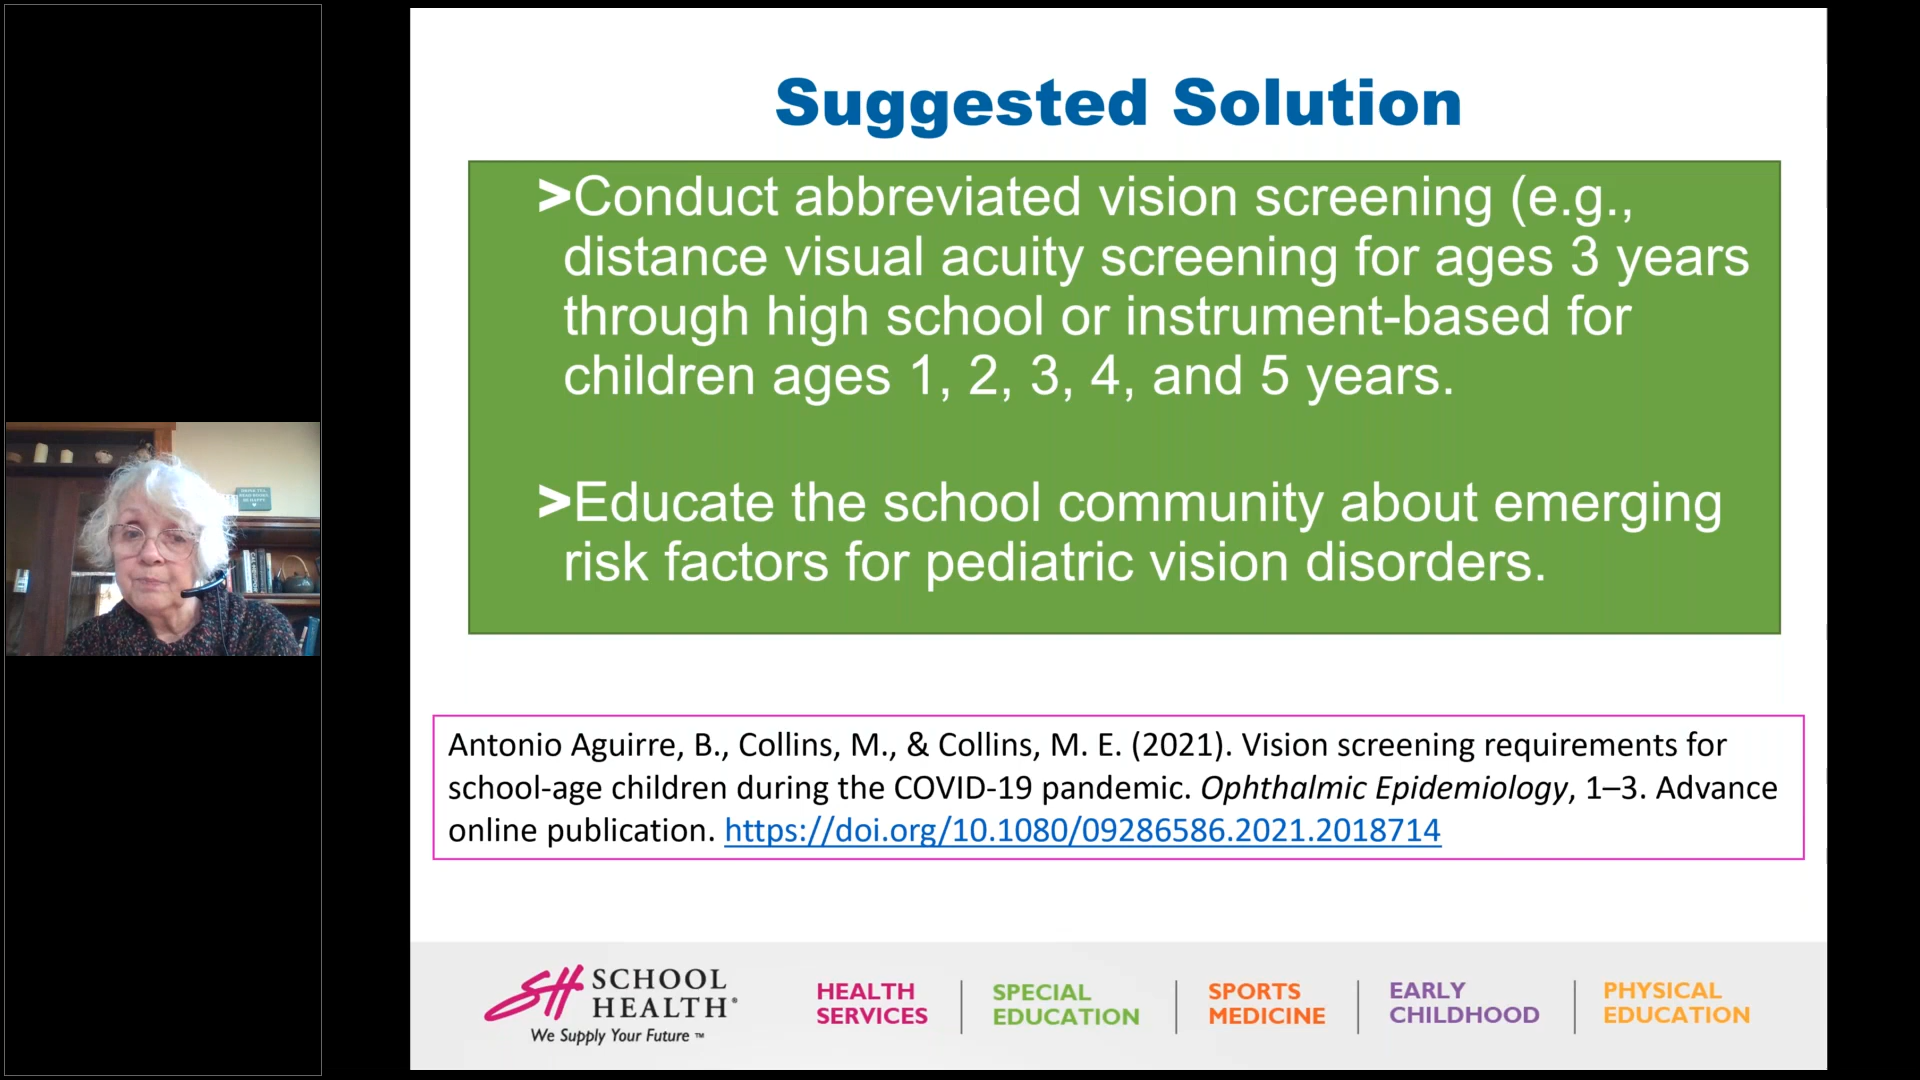 Suggested Solution
>Conduct abbreviated vision screening (e.g.,
distance visual acuity screening for ages 3 years
through high school or instrument-based for
children ages 1, 2, 3, 4, and 5 years.
>Educate the school community about emerging
risk factors for pediatric vision disorders.
Antonio Aguirre, B., Collins, M., & Collins, M. E. (2021). Vision screening requirements for
school-age children during the COVID-19 pandemic. Ophthalmic Epidemiology, 1–3. Advance
online publication. https://doi.org/10.1080/09286586.2021.2018714
SH SCHOOL
HEALTH®
We Supply Your Future ™
HEALTH
SERVICES
SPECIAL
EDUCATION
SPORTS
MEDICINE
EARLY
CHILDHOOD
PHYSICAL
EDUCATION